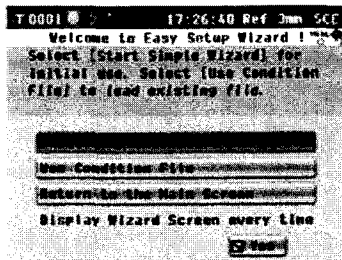 T 0001 17:26:40 Ref 3mm SCC
Welcome to Easy Setup Wizard !
Select [Start Simple Wizard] for
initial use. Select [Use Condition
File] to load existing file.
Use Condition File
Return to the Main Screen
Display Wizard Screen every time
Yes